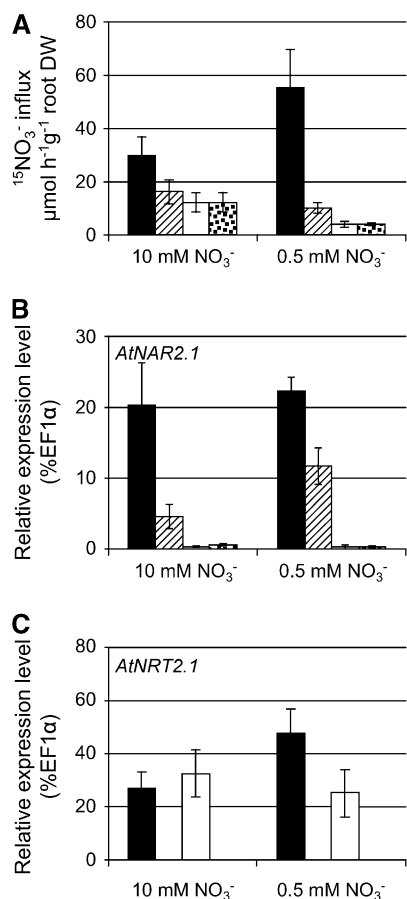 A
¹⁵NO₃⁻ influx
µmol h⁻¹g⁻¹ root DW
80
60
40
20
0
10 mM NO₃⁻ 0.5 mM NO₃⁻
B
AtNAR2.1
Relative expression level
(%EF1α)
30
20
10
0
10 mM NO₃⁻ 0.5 mM NO₃⁻
C
AtNRT2.1
Relative expression level
(%EF1α)
80
60
40
20
0
10 mM NO₃⁻ 0.5 mM NO₃⁻